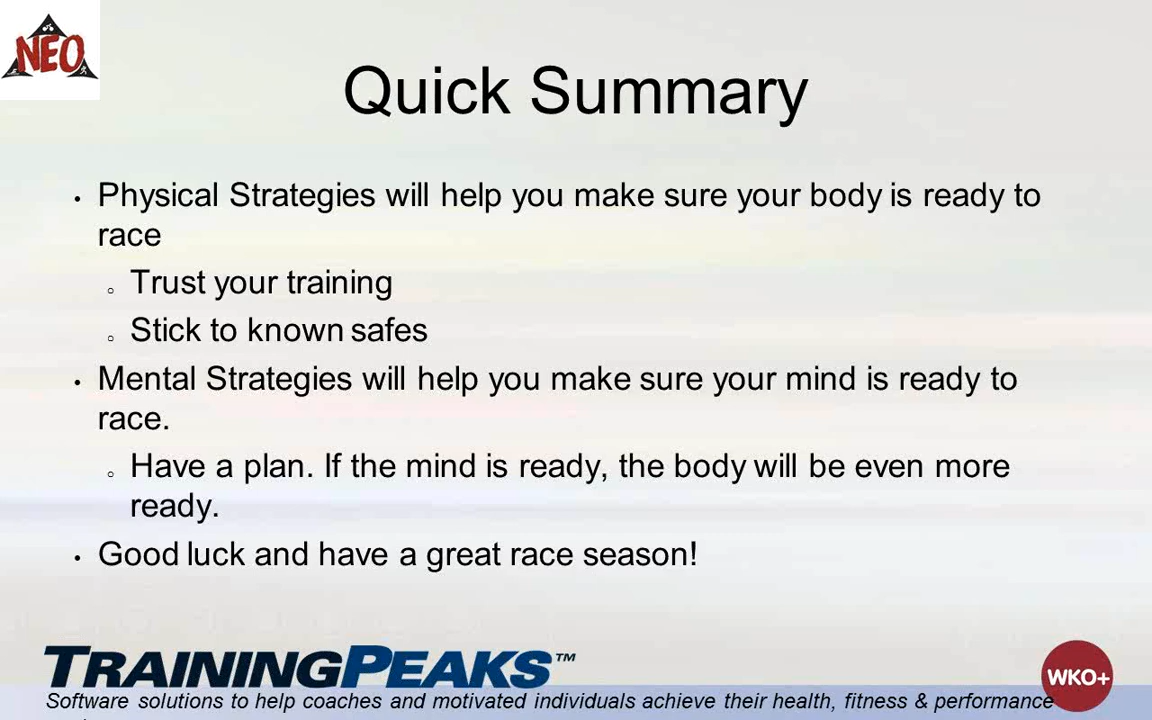 NEO
Quick Summary
• Physical Strategies will help you make sure your body is ready to
race
○ Trust your training
○ Stick to known safes
• Mental Strategies will help you make sure your mind is ready to
race.
○ Have a plan. If the mind is ready, the body will be even more
ready.
• Good luck and have a great race season!
TRAININGPEAKS™
WKO+
Software solutions to help coaches and motivated individuals achieve their health, fitness & performance